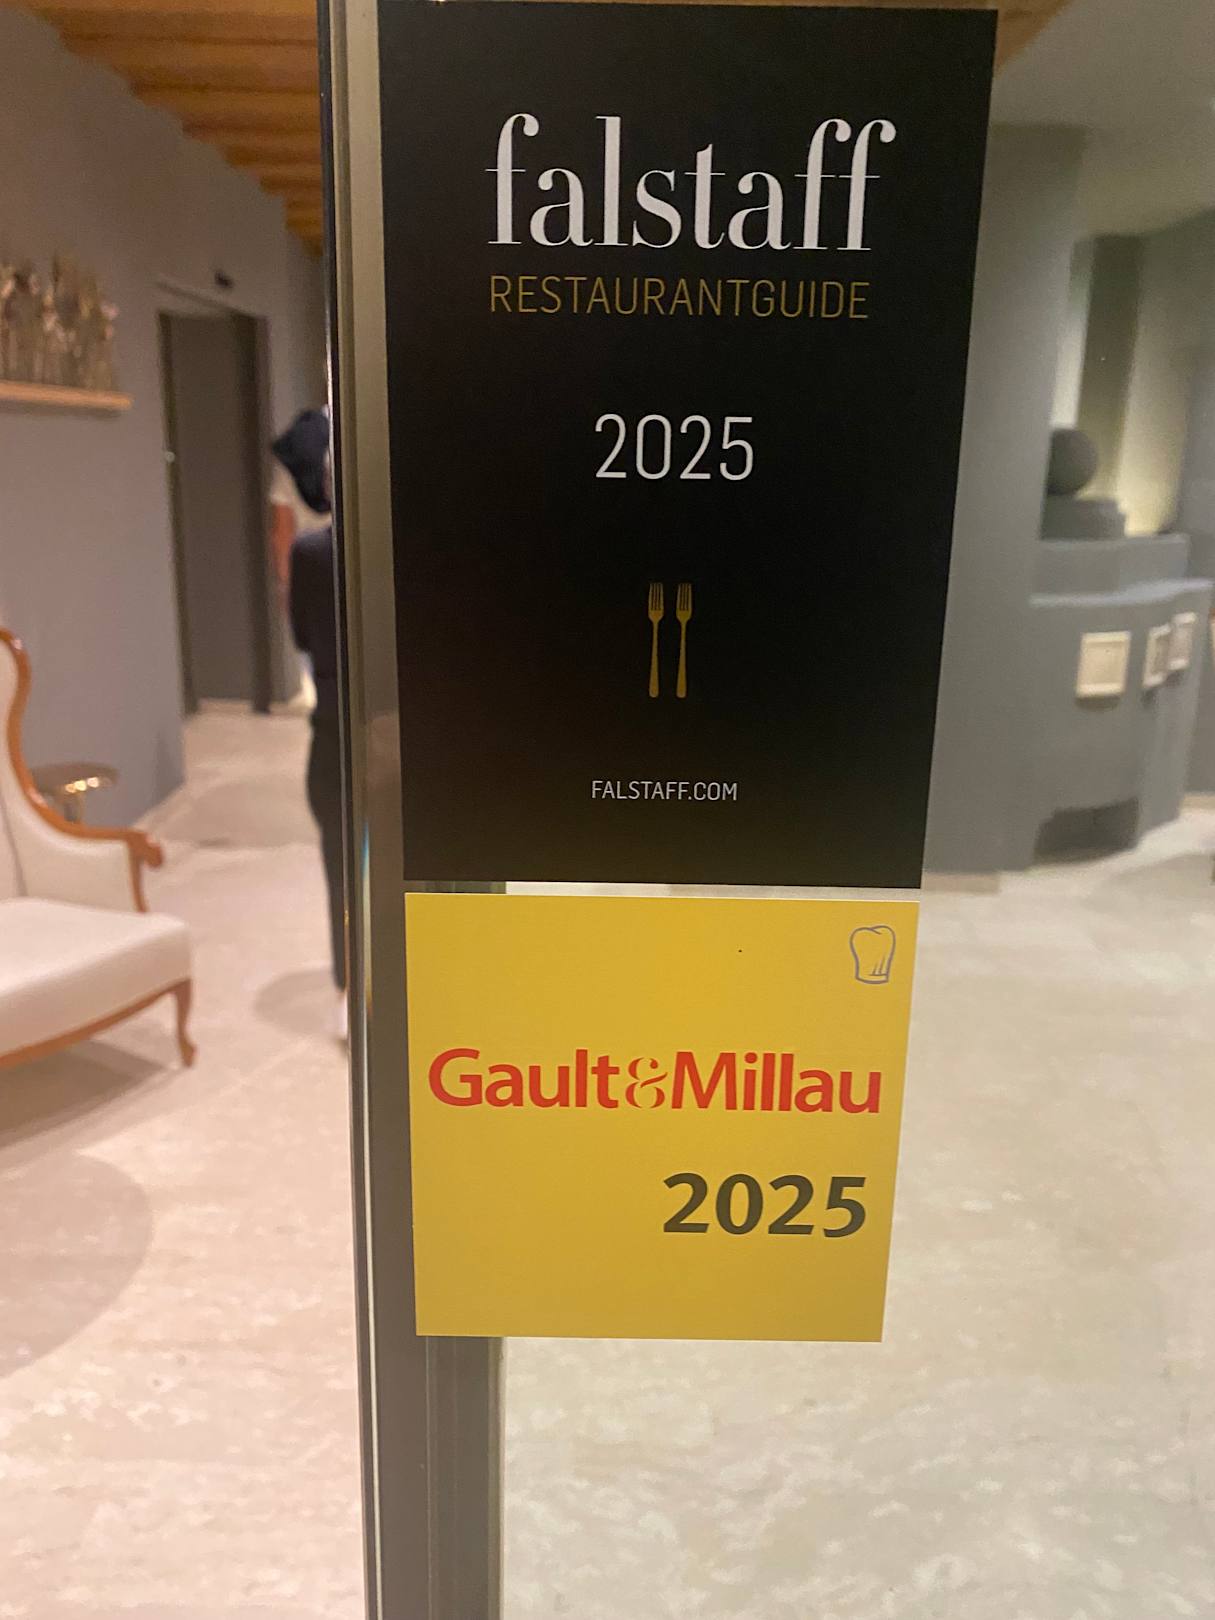 falstaff
RESTAURANTGUIDE
2025
FALSTAFF.COM
Gault&Millau
2025